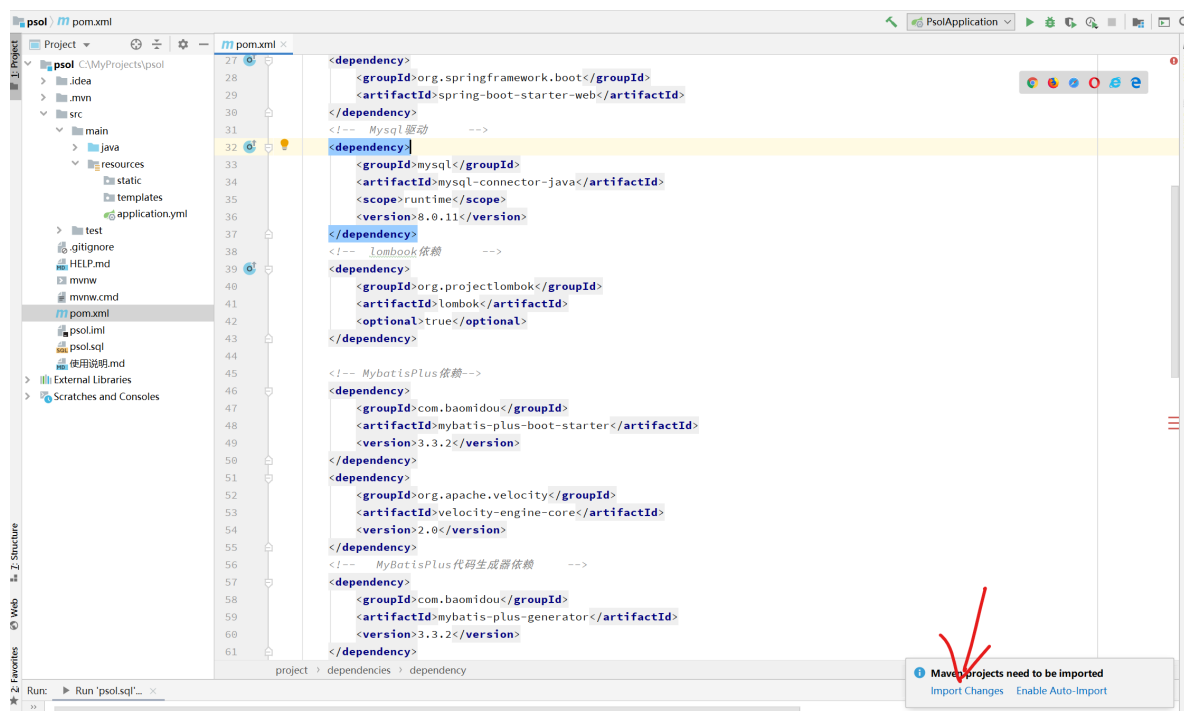 psol 〉 m pom.xml
PsolApplication
Project
m pom.xml ×
1: Project
psol C:\MyProjects\psol
.idea
.mvn
src
main
java
resources
static
templates
application.yml
test
.gitignore
HELP.md
mvnw
mvnw.cmd
pom.xml
psol.iml
psol.sql
使用说明.md
External Libraries
Scratches and Consoles
27 <dependency>
28 <groupId>org.springframework.boot</groupId>
29 <artifactId>spring-boot-starter-web</artifactId>
30 </dependency>
31 <!-- Mysql驱动 -->
32 <dependency>
33 <groupId>mysql</groupId>
34 <artifactId>mysql-connector-java</artifactId>
35 <scope>runtime</scope>
36 <version>8.0.11</version>
37 </dependency>
38 <!-- lombook依赖 -->
39 <dependency>
40 <groupId>org.projectlombok</groupId>
41 <artifactId>lombok</artifactId>
42 <optional>true</optional>
43 </dependency>
44
45 <!-- MybatisPlus依赖-->
46 <dependency>
47 <groupId>com.baomidou</groupId>
48 <artifactId>mybatis-plus-boot-starter</artifactId>
49 <version>3.3.2</version>
50 </dependency>
51 <dependency>
52 <groupId>org.apache.velocity</groupId>
53 <artifactId>velocity-engine-core</artifactId>
54 <version>2.0</version>
55 </dependency>
56 <!-- MyBatisPlus代码生成器依赖 -->
57 <dependency>
58 <groupId>com.baomidou</groupId>
59 <artifactId>mybatis-plus-generator</artifactId>
60 <version>3.3.2</version>
61 </dependency>
project › dependencies › dependency
Z: Structure
Web
2: Favorites
Maven projects need to be imported
Import Changes Enable Auto-Import
Run: Run 'psol.sql'... ×